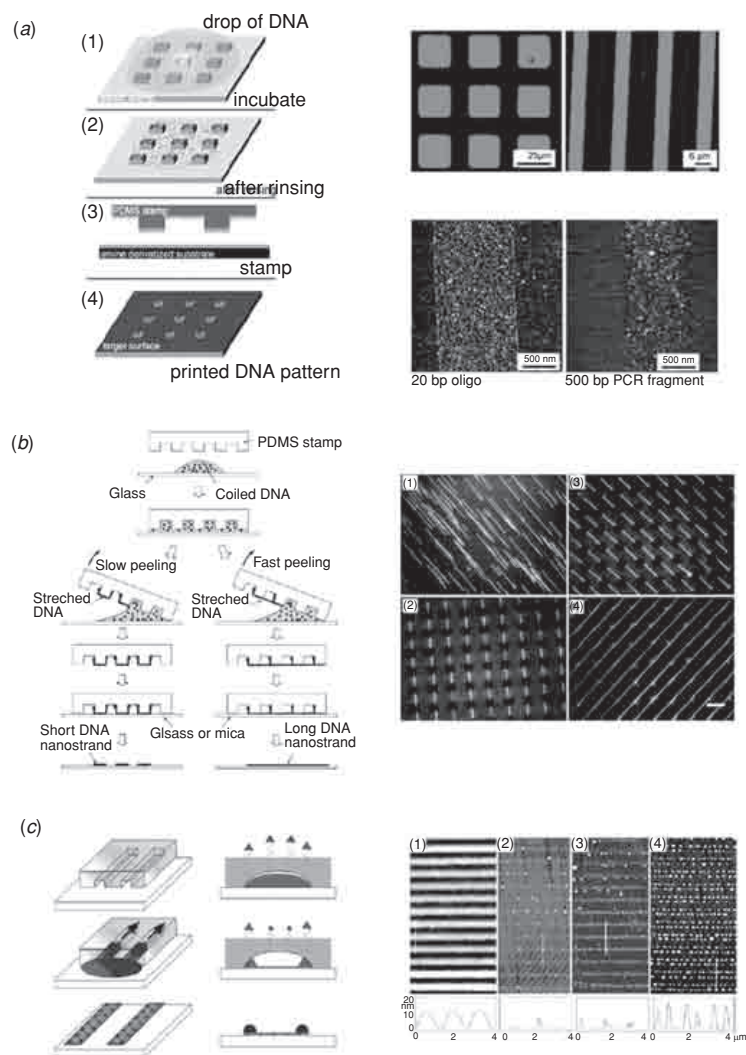 (a)
drop of DNA
(1)
incubate
(2)
after rinsing
(3)
PDMS stamp
amine derivatized substrate
stamp
(4)
target surface
printed DNA pattern
25μm
6 μm
500 nm
500 nm
20 bp oligo
500 bp PCR fragment
(b)
PDMS stamp
Glass
Coiled DNA
Slow peeling
Fast peeling
Streched
DNA
Streched
DNA
Glsass or mica
Short DNA
nanostrand
Long DNA
nanostrand
(1)
(3)
(2)
(4)
(c)
(1)
(2)
(3)
(4)
20
nm
10
0
0 2 4
0 2 4
0 2 4
0 2 4 μm